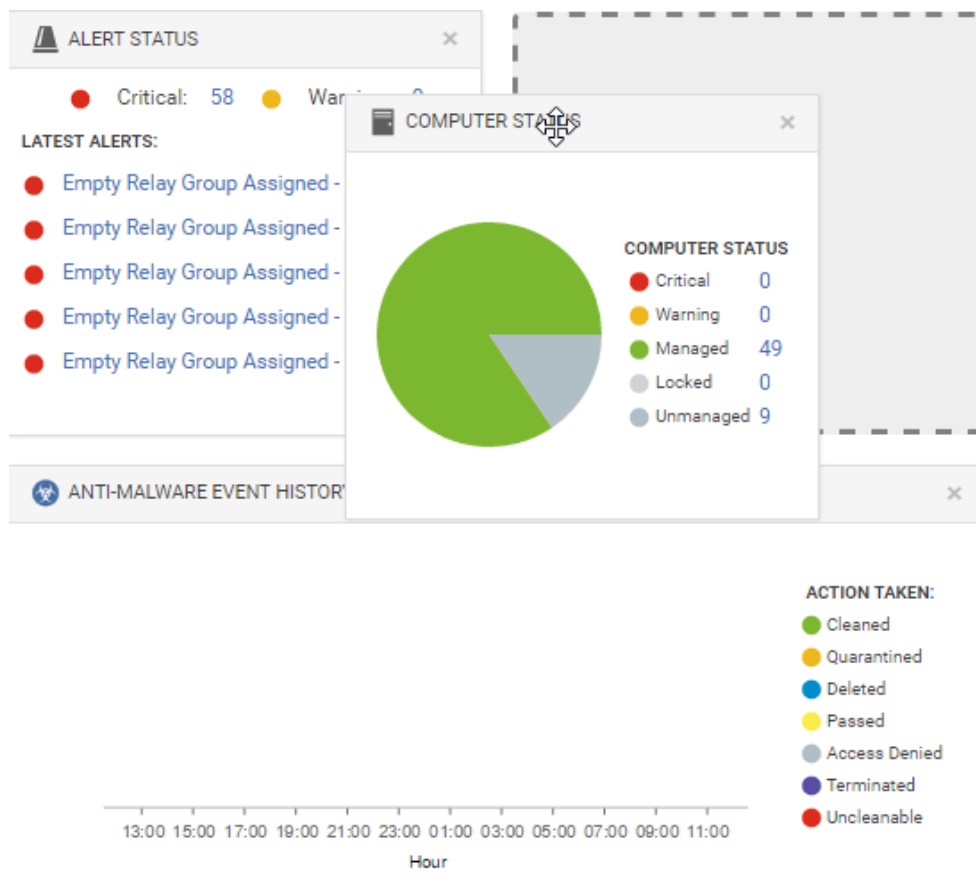 ALERT STATUS
Critical: 58
LATEST ALERTS:
Empty Relay Group Assigned -
Empty Relay Group Assigned -
Empty Relay Group Assigned -
Empty Relay Group Assigned -
Empty Relay Group Assigned -
COMPUTER STATUS
COMPUTER STATUS
Critical 0
Warning 0
Managed 49
Locked 0
Unmanaged 9
ANTI-MALWARE EVENT HISTORY
ACTION TAKEN:
Cleaned
Quarantined
Deleted
Passed
Access Denied
Terminated
Uncleanable
13:00 15:00 17:00 19:00 21:00 23:00 01:00 03:00 05:00 07:00 09:00 11:00
Hour